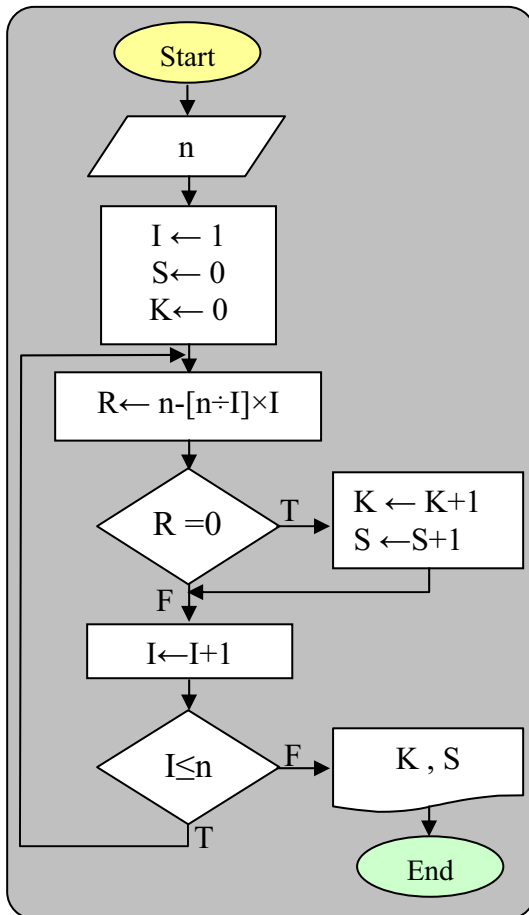 Start
n
I ← 1
S← 0
K← 0
R← n-[n÷I]×I
R =0
T
K ← K+1
S ←S+1
F
I←I+1
I≤n
F
K , S
T
End